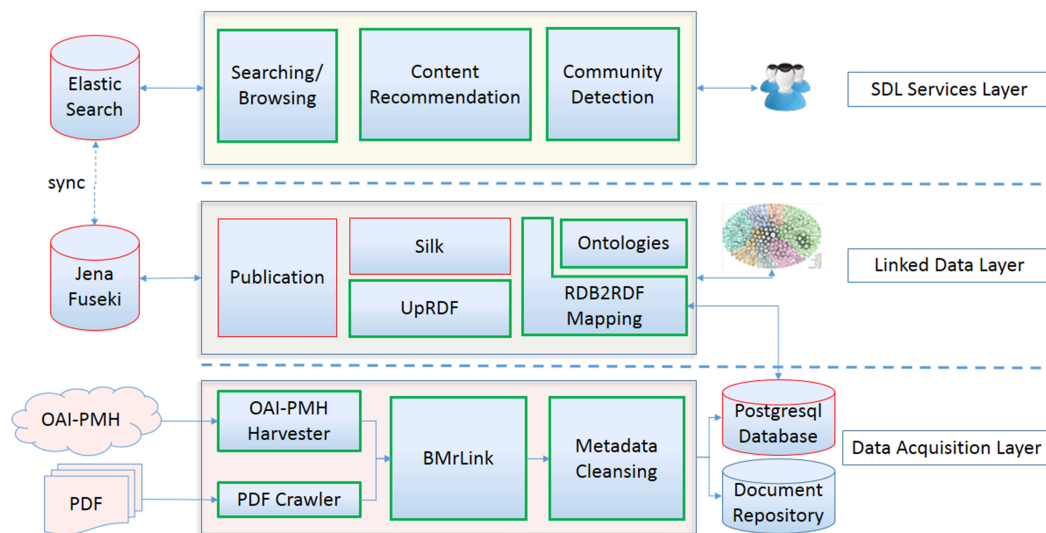 Elastic
Search
Searching/
Browsing
Content
Recommendation
Community
Detection
SDL Services Layer
sync
Jena
Fuseki
Publication
Silk
UpRDF
Ontologies
RDB2RDF
Mapping
Linked Data Layer
OAI-PMH
PDF
OAI-PMH
Harvester
PDF Crawler
BMrLink
Metadada
Cleansing
Postgresql
Database
Document
Repository
Data Acquisition Layer